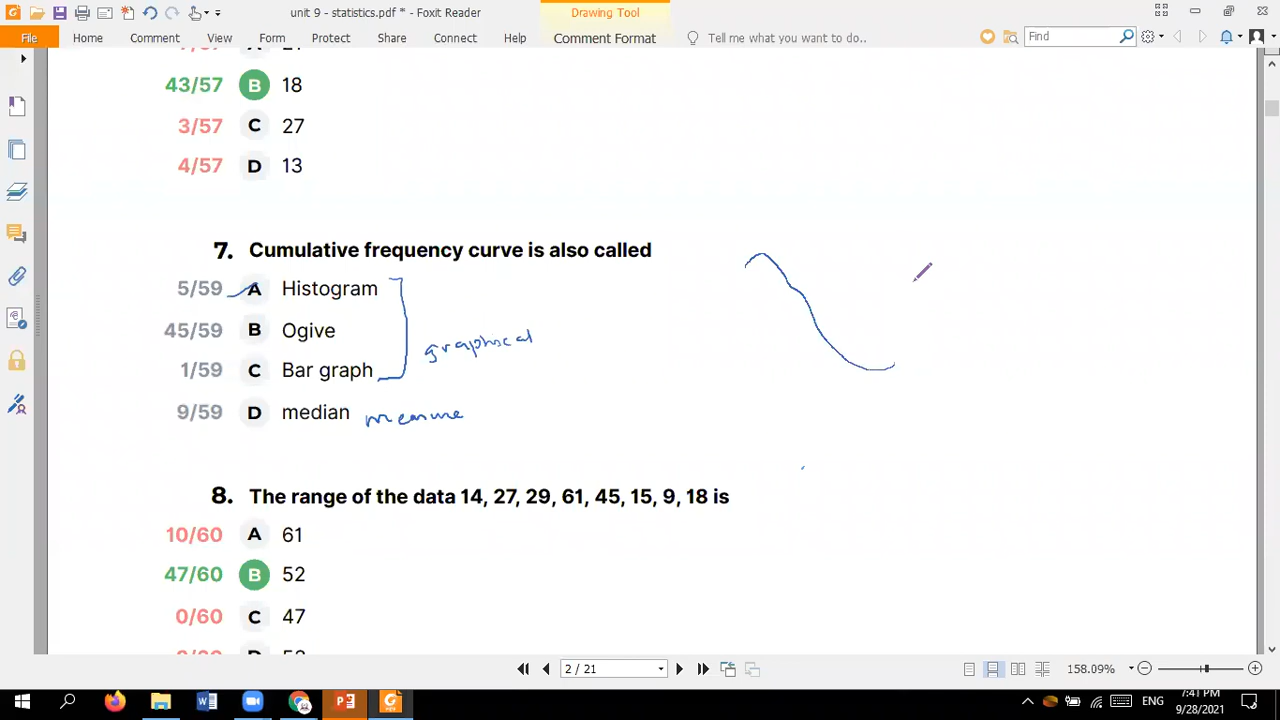 unit 9 - statistics.pdf * - Foxit Reader
Drawing Tool
File Home Comment View Form Protect Share Connect Help Comment Format Tell me what you want to do.. Find
43/57 B 18
3/57 C 27
4/57 D 13
7. Cumulative frequency curve is also called
5/59 A Histogram
45/59 B Ogive
graphical
1/59 C Bar graph
9/59 D median measure
8. The range of the data 14, 27, 29, 61, 45, 15, 9, 18 is
10/60 A 61
47/60 B 52
0/60 C 47
2 / 21 158.09%
ENG 7:41 PM
9/28/2021